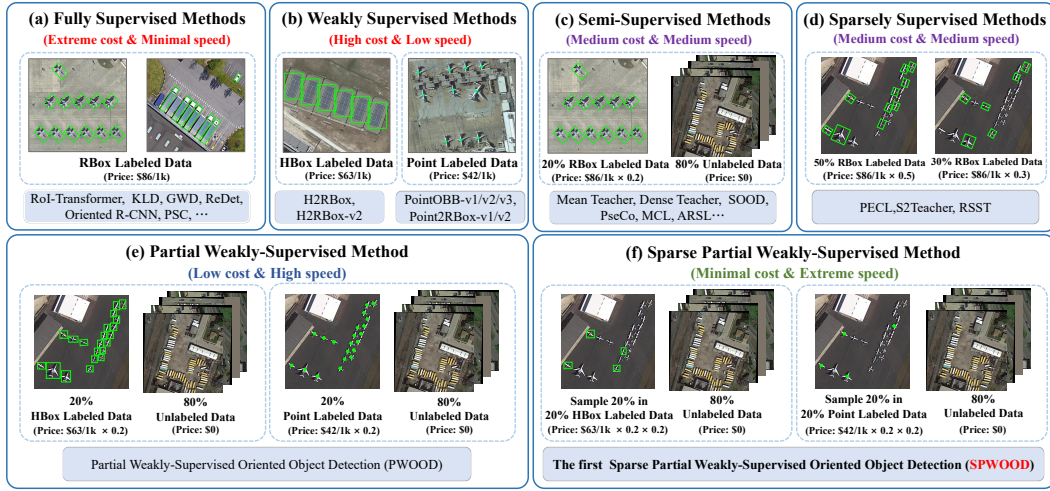 (a) Fully Supervised Methods
(Extreme cost & Minimal speed)
RBox Labeled Data
(Price: $86/1k)
RoI-Transformer, KLD, GWD, ReDet,
Oriented R-CNN, PSC, ⋯
(b) Weakly Supervised Methods
(High cost & Low speed)
HBox Labeled Data
(Price: $63/1k)
Point Labeled Data
(Price: $42/1k)
H2RBox,
H2RBox-v2
PointOBB-v1/v2/v3,
Point2RBox-v1/v2
(c) Semi-Supervised Methods
(Medium cost & Medium speed)
20% RBox Labeled Data
(Price: $86/1k × 0.2)
80% Unlabeled Data
(Price: $0)
Mean Teacher, Dense Teacher, SOOD,
PseCo, MCL, ARSL⋯
(d) Sparsely Supervised Methods
(Medium cost & Medium speed)
50% RBox Labeled Data
(Price: $86/1k × 0.5)
30% RBox Labeled Data
(Price: $86/1k × 0.3)
PECL,S2Teacher, RSST
(e) Partial Weakly-Supervised Method
(Low cost & High speed)
20%
HBox Labeled Data
(Price: $63/1k × 0.2)
80%
Unlabeled Data
(Price: $0)
20%
Point Labeled Data
(Price: $42/1k × 0.2)
80%
Unlabeled Data
(Price: $0)
Partial Weakly-Supervised Oriented Object Detection (PWOOD)
(f) Sparse Partial Weakly-Supervised Method
(Minimal cost & Extreme speed)
Sample 20% in
20% HBox Labeled Data
(Price: $63/1k × 0.2 × 0.2)
80%
Unlabeled Data
(Price: $0)
Sample 20% in
20% Point Labeled Data
(Price: $42/1k × 0.2 × 0.2)
80%
Unlabeled Data
(Price: $0)
The first Sparse Partial Weakly-Supervised Oriented Object Detection (SPWOOD)